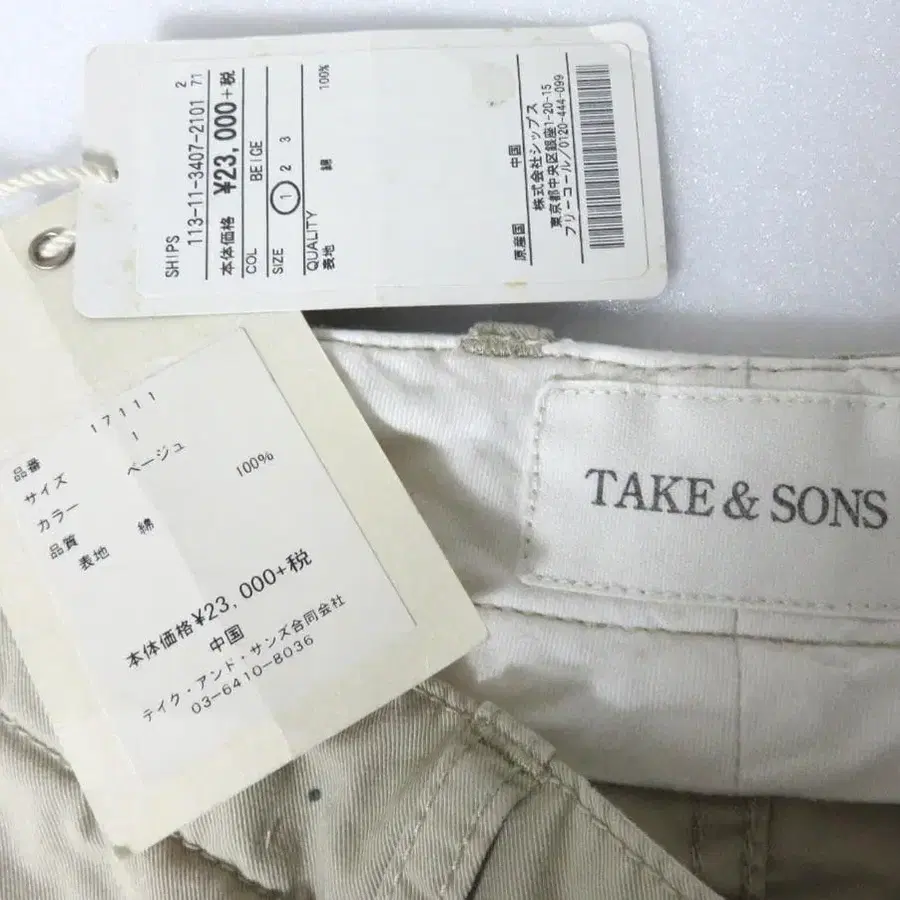 SHIPS 2
113-11-3407-2101 71
本体価格 ¥23,000+税
COL BEIGE
SIZE 1 2 3
QUALITY
表地 綿 100%
原産国 中国
株式会社シップス
東京都中央区銀座1-20-15
フリーコール/0120-444-099
品番 17111
サイズ 1
カラー ベージュ
品質
表地 綿 100%
本体価格¥23,000+税
中国
テイク・アンド・サンズ合同会社
03-6410-8036
TAKE & SONS